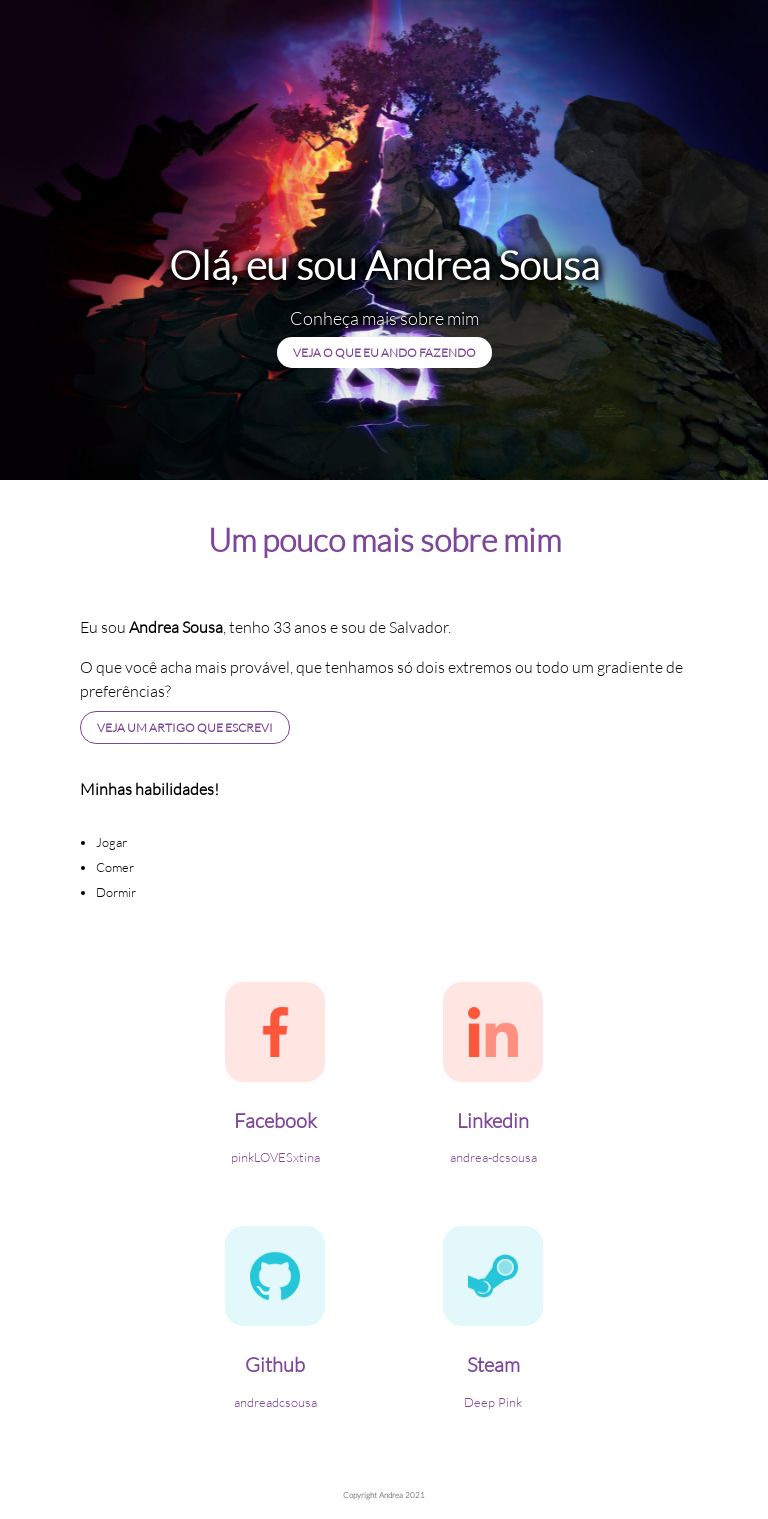 Olá, eu sou Andrea Sousa
Conheça mais sobre mim
VEJA O QUE EU ANDO FAZENDO
Um pouco mais sobre mim
Eu sou Andrea Sousa, tenho 33 anos e sou de Salvador.
O que você acha mais provável, que tenhamos só dois extremos ou todo um gradiente de
preferências?
VEJA UM ARTIGO QUE ESCREVI
Minhas habilidades!
Jogar
Comer
Dormir
Facebook
Linkedin
pinkLOVESxtina
andrea-dcsousa
Github
Steam
andreadcsousa
Deep Pink
Copyright Andrea 2021